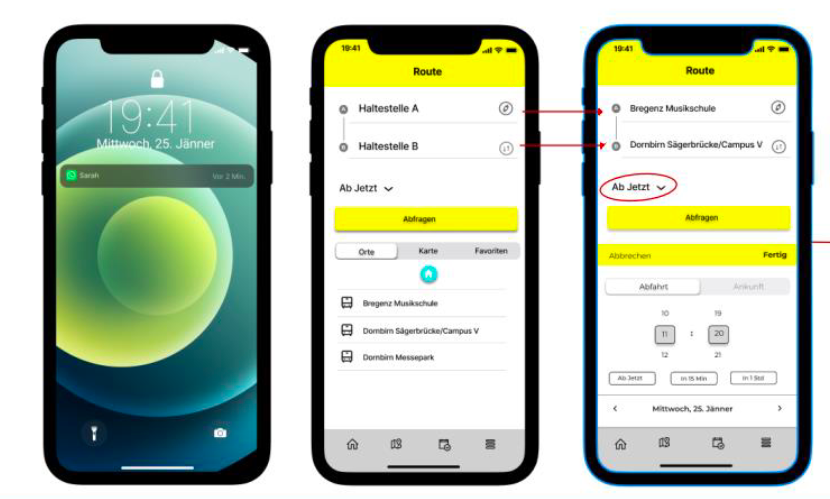 19:41
Mittwoch, 25. Jänner
Sarah
Vor 2 Min.
19:41
Route
A
Haltestelle A
B
Haltestelle B
Ab Jetzt
Abfragen
Orte
Karte
Favoriten
Bregenz Musikschule
Dornbirn Sägerbrücke/Campus V
Dornbirn Messepark
19:41
Route
A
Bregenz Musikschule
B
Dornbirn Sägerbrücke/Campus V
Ab Jetzt
Abfragen
Abbrechen
Fertig
Abfahrt
Ankunft
10 19
11 : 20
12 21
Ab Jetzt
In 15 Min
In 1 Std
< Mittwoch, 25. Jänner >